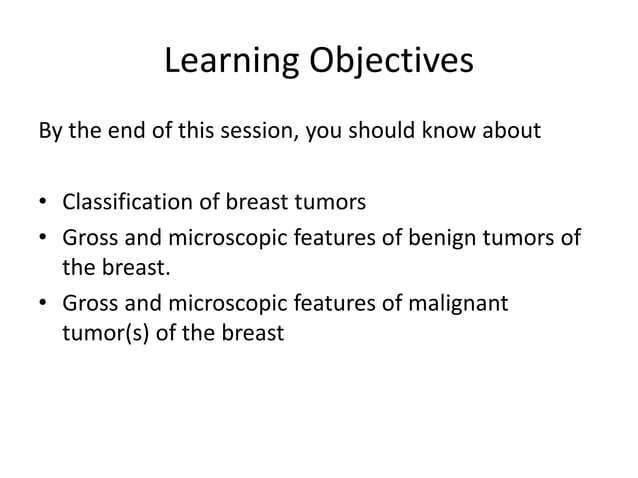 Learning Objectives
By the end of this session, you should know about
• Classification of breast tumors
• Gross and microscopic features of benign tumors of
the breast.
• Gross and microscopic features of malignant
tumor(s) of the breast